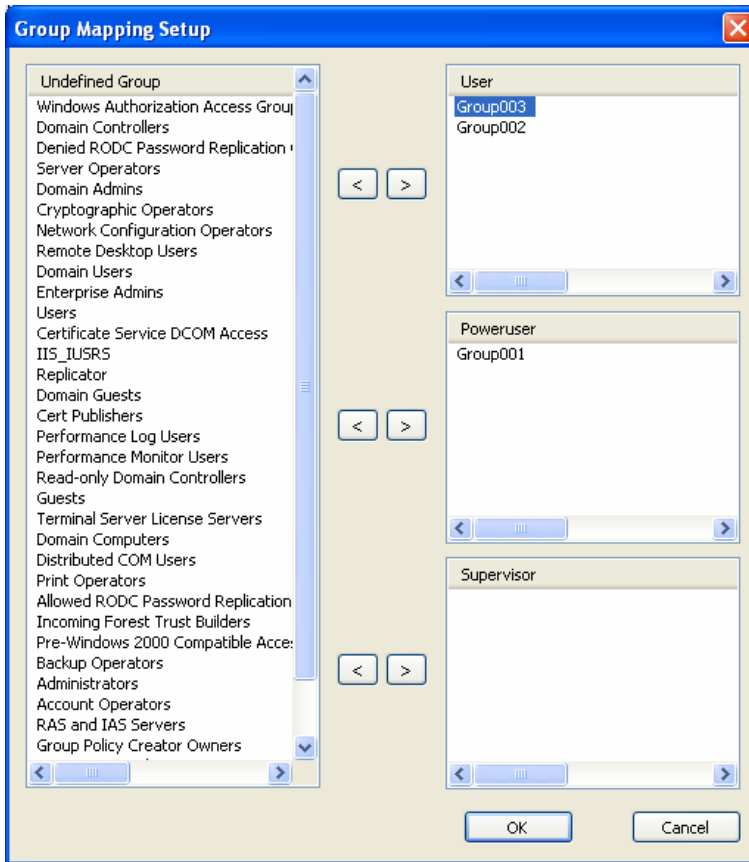 Group Mapping Setup
Undefined Group
Windows Authorization Access
Domain Controllers
Denied RODC Password Replication
Server Operators
Domain Admins
Cryptographic Operators
Network Configuration Operators
Remote Desktop Users
Domain Users
Enterprise Admins
Users
Certificate Service DCOM Access
IIS_IUSRS
Replicator
Domain Guests
Cert Publishers
Performance Log Users
Performance Monitor Users
Read-only Domain Controllers
Guests
Terminal Server License Servers
Domain Computers
Distributed COM Users
Print Operators
Allowed RODC Password Replication
Incoming Forest Trust Builders
Pre-Windows 2000 Compatible
Backup Operators
Administrators
Account Operators
RAS and IAS Servers
Group Policy Creator Owners
< >
User
Group003
Group002
< >
Poweruser
Group001
< >
Supervisor
OK
Cancel